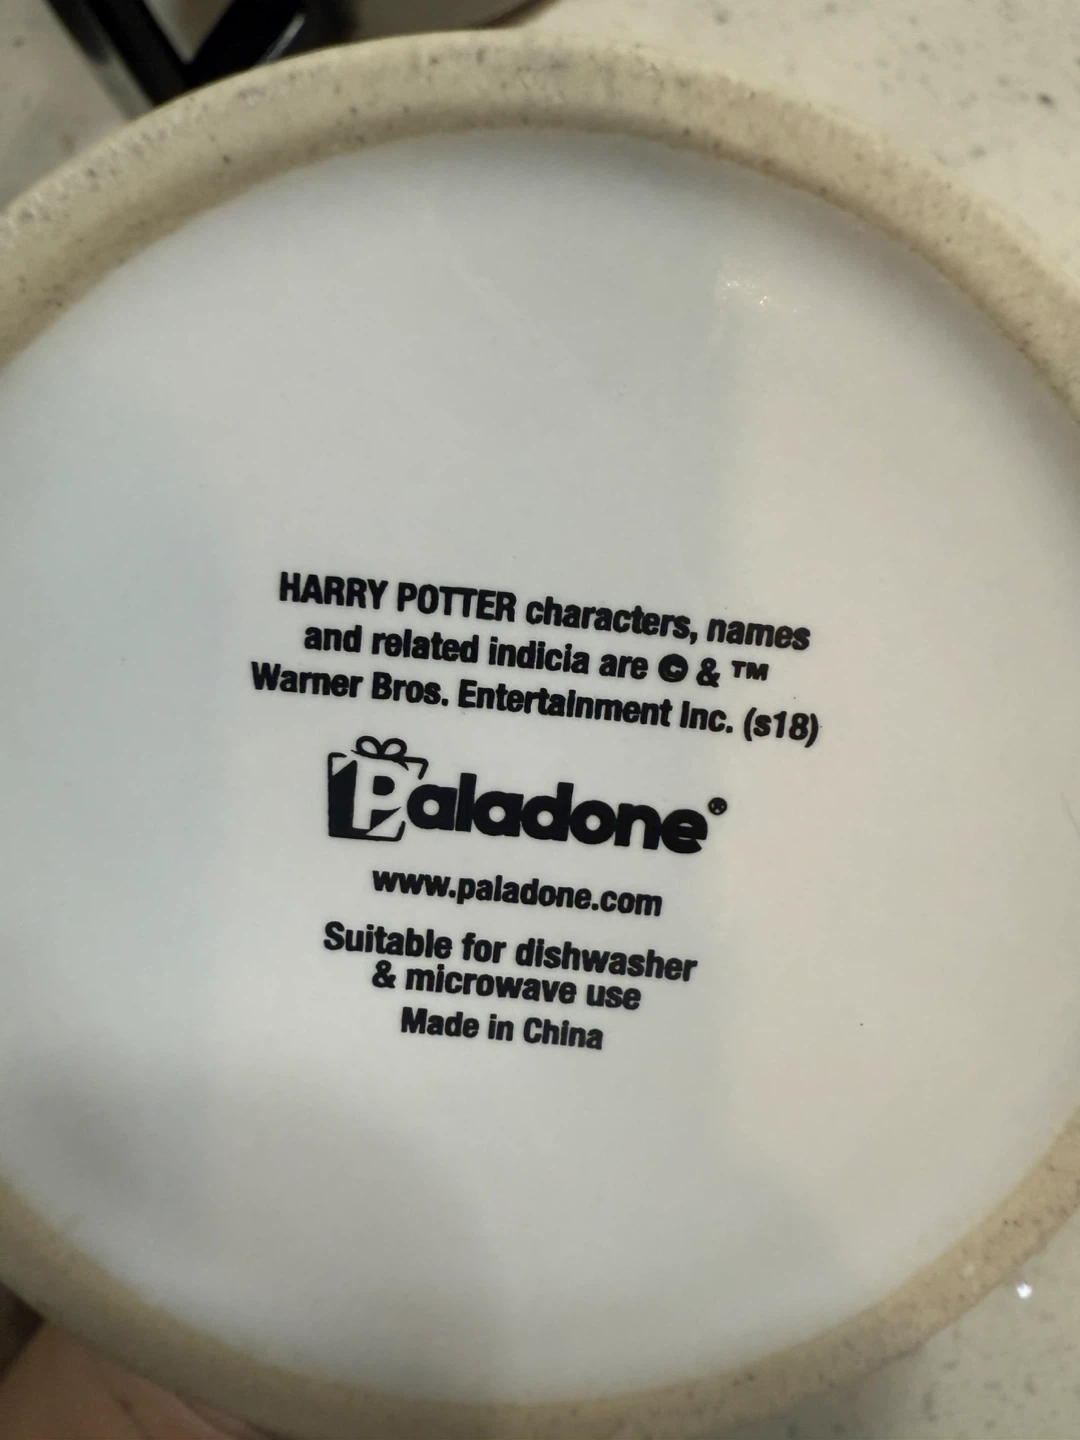 HARRY POTTER characters, names
and related indicia are © & ™
Warner Bros. Entertainment Inc. (s18)
Paladone®
www.paladone.com
Suitable for dishwasher
& microwave use
Made in China